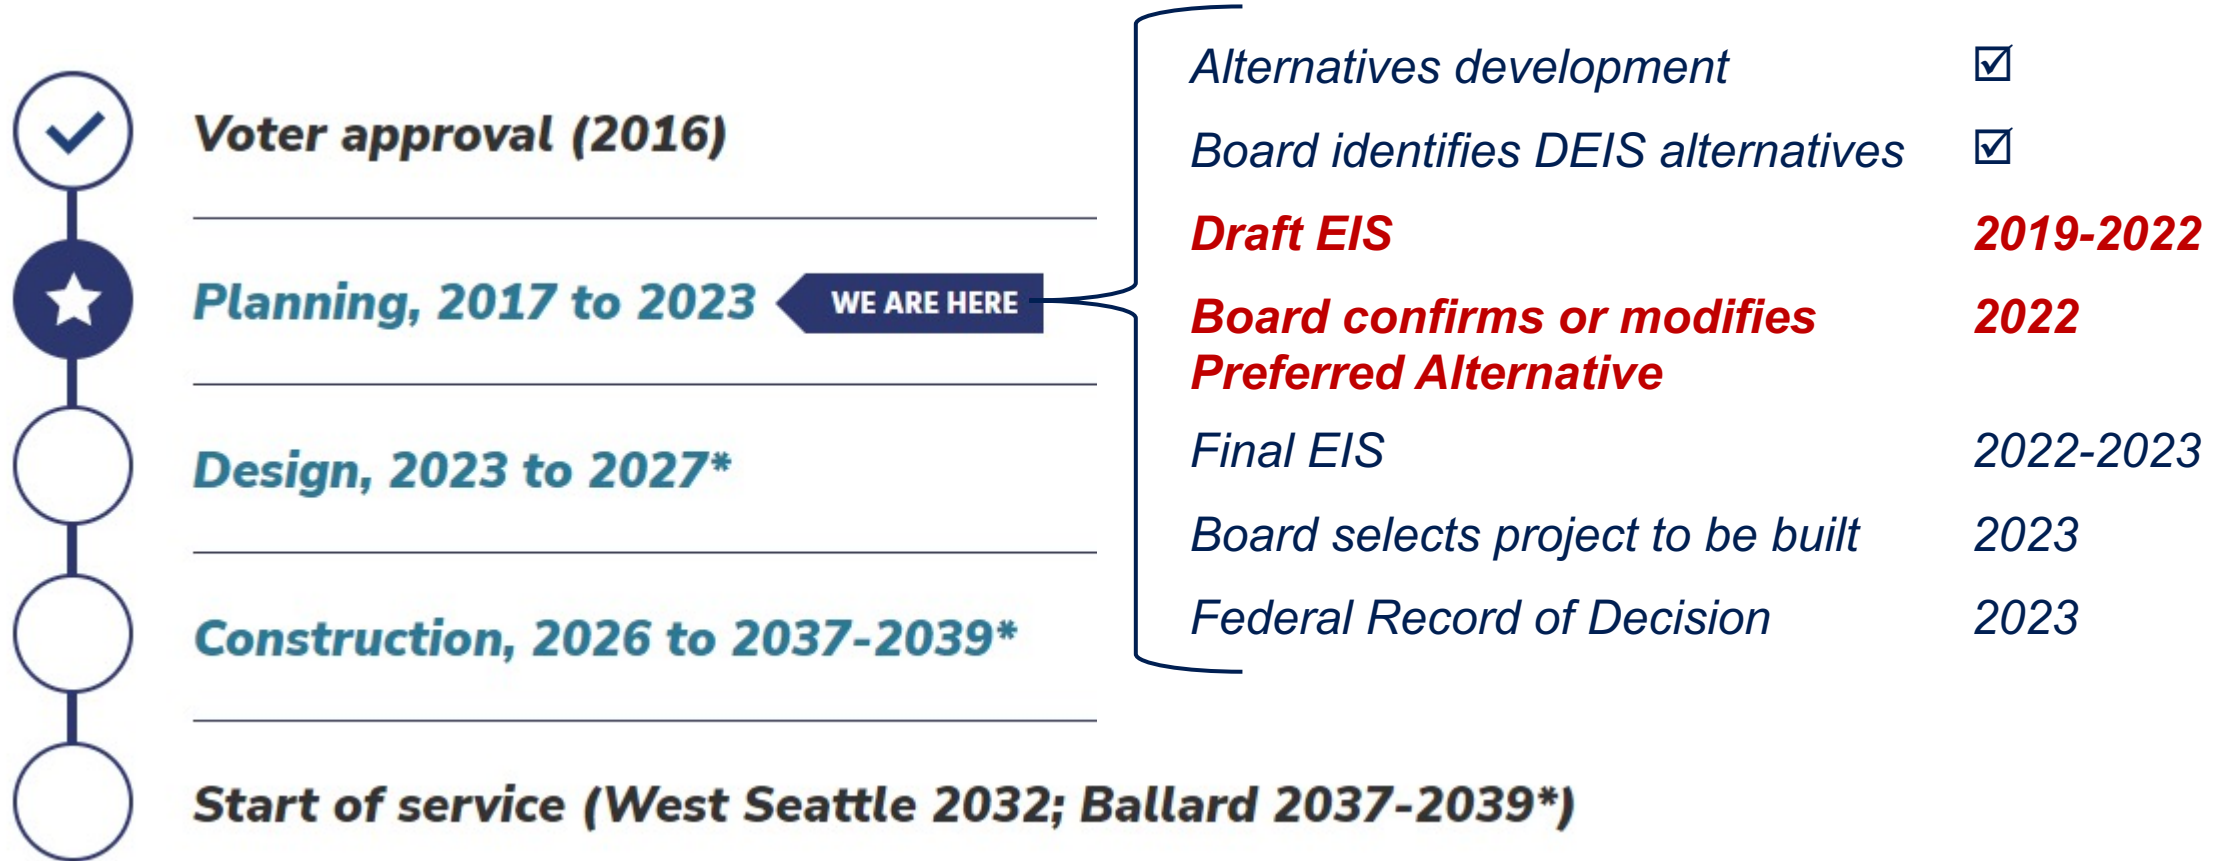 Voter approval (2016)
Planning, 2017 to 2023
WE ARE HERE
Design, 2023 to 2027*
Construction, 2026 to 2037-2039*
Start of service (West Seattle 2032; Ballard 2037-2039*)
Alternatives development ☑
Board identifies DEIS alternatives ☑
Draft EIS 2019-2022
Board confirms or modifies 2022
Preferred Alternative
Final EIS 2022-2023
Board selects project to be built 2023
Federal Record of Decision 2023